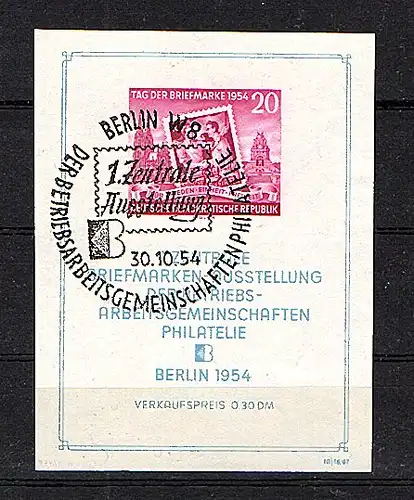 TAG DER BRIEFMARKE 1954 20
DEUTSCHE DEMOKRATISCHE REPUBLIK
BERLIN W8
1. Zentrale
Ausstellung
DER BETRIEBSARBEITSGEMEINSCHAFTEN PHILATELIE
B
30.10.54
ZENTRALE
BRIEFMARKEN-AUSSTELLUNG
DER BETRIEBS-
ARBEITSGEMEINSCHAFTEN
PHILATELIE
B
BERLIN 1954
VERKAUFSPREIS 0.30 DM